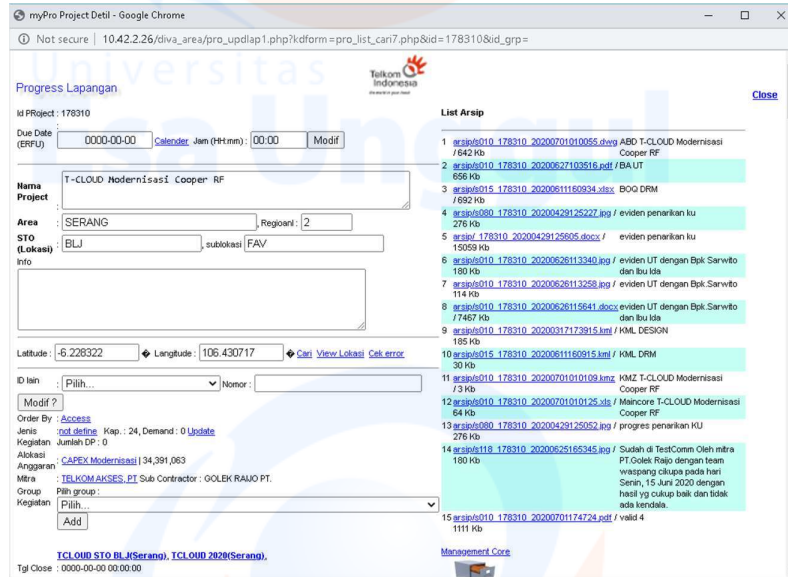 myPro Project Detil - Google Chrome
Not secure | 10.42.2.26/diva_area/pro_updlap1.php?kdform=pro_list_cari7.php&id=178310&id_grp=
Universitas
Esa Unggul
Telkom
Indonesia
the world in your hand
Progress Lapangan
Close
Id PRoject : 178310
Due Date (ERFU) : 0000-00-00 Calender Jam (HH:mm) : 00:00 Modif
Nama Project : T-CLOUD Modernisasi Cooper RF
Area : SERANG , Regioanl : 2
STO (Lokasi) : BLJ , sublokasi FAV
Info
Latitude : -6.228322 � Langtitude : 106.430717 � Cari View Lokasi Cek error
ID lain : Pilih... Nomor :
Modif ?
Order By : Access
Jenis Kegiatan : not define Kap. : 24, Demand : 0 Update
Jumlah DP : 0
Alokasi Anggaran : CAPEX Modernisasi | 34,391,063
Mitra : TELKOM AKSES, PT Sub Contractor : GOLEK RAIJO PT.
Group Kegiatan Pilih group :
Pilih...
Add
TCLOUD STO BLJ(Serang), TCLOUD 2020(Serang),
Tgl Close : 0000-00-00 00:00:00
List Arsip
1 arsip/s010_178310_20200701010055.dwg ABD T-CLOUD Modernisasi
/ 642 Kb Cooper RF
2 arsip/s010_178310_20200627103516.pdf / BA UT
656 Kb
3 arsip/s015_178310_20200611160934.xlsx BOQ DRM
/ 692 Kb
4 arsip/s080_178310_20200429125227.jpg / eviden penarikan ku
276 Kb
5 arsip/_178310_20200429125605.docx / eviden penarikan ku
15059 Kb
6 arsip/s010_178310_20200626113340.jpg / eviden UT dengan Bpk.Sarwito
180 Kb dan Ibu Ida
7 arsip/s010_178310_20200626113258.jpg / eviden UT dengan Bpk.Sarwito
114 Kb
8 arsip/s010_178310_20200626115641.docx eviden UT dengan Bpk.Sarwito
/ 7467 Kb dan Ibu Ida
9 arsip/s010_178310_20200317173915.kml / KML DESIGN
185 Kb
10 arsip/s015_178310_20200611160915.kml / KML DRM
30 Kb
11 arsip/s010_178310_20200701010109.kmz KMZ T-CLOUD Modernisasi
/ 3 Kb Cooper RF
12 arsip/s010_178310_20200701010125.xls / Maincore T-CLOUD Modernisasi
64 Kb Cooper RF
13 arsip/s080_178310_20200429125052.jpg / progres penarikan KU
276 Kb
14 arsip/s118_178310_20200625165345.jpg / Sudah di TestComm Oleh mitra
180 Kb PT.Golek Raijo dengan team
waspang cikupa pada hari
Senin, 15 Juni 2020 dengan
hasil yg cukup baik dan tidak
ada kendala.
15 arsip/s010_178310_20200701174724.pdf / valid 4
1111 Kb
Management Core